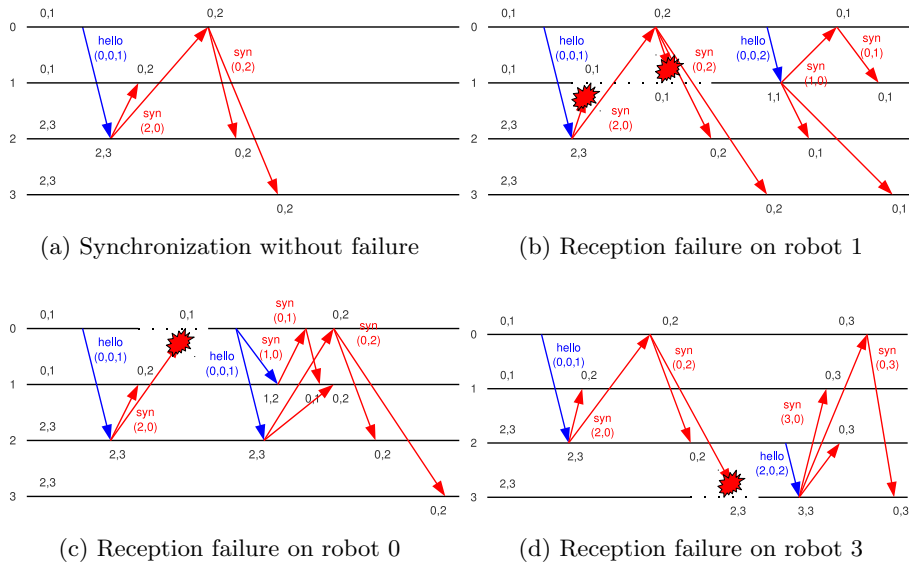 0,1 0,2
0
hello
(0,0,1)
syn
(0,2)
0,1 0,2
1
syn
(2,0)
2,3
2
2,3 0,2
2,3
3
0,2
(a) Synchronization without failure
0,1 0,2 0,1
0
hello
(0,0,1)
syn
(0,2)
hello
(0,0,2)
syn
(0,1)
0,1 0,1
1
syn
(1,0)
0,1 1,1 0,1
syn
(2,0)
2,3
2
2,3 0,2 0,1
2,3
3
0,2 0,1
(b) Reception failure on robot 1
0,1 0,1 syn
(0,1)
0,2
0
hello
(0,0,1)
hello
(0,0,1)
syn
(1,0)
syn
(0,2)
0,1 0,2
1
syn
(2,0)
1,2 0,1 0,2
2,3
2
2,3 2,3 0,2
2,3
3
0,2
(c) Reception failure on robot 0
0,1 0,2 0,3
0
hello
(0,0,1)
syn
(0,2)
syn
(0,3)
0,1 0,2 0,3
1
syn
(2,0)
syn
(3,0)
2,3 0,3
2
2,3 0,2
hello
(2,0,2)
2,3
3
2,3 3,3 0,3
(d) Reception failure on robot 3